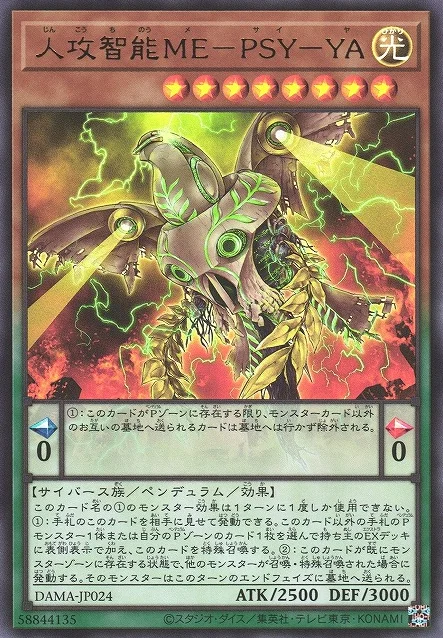 人攻智能ME-PSY-YA
光
①:このカードがPゾーンに存在する限り、モンスターカード以外
のお互いの墓地へ送られるカードは墓地へは行かず除外される。
0
0
【サイバース族/ペンデュラム/効果】
このカード名の①のモンスター効果は1ターンに1度しか使用できない。
①:手札のこのカードを相手に見せて発動できる。このカード以外の手札のP
モンスター1体または自分のPゾーンのカード1枚を選んで持ち主のEXデッキ
に表側表示で加え、このカードを特殊召喚する。②:このカードが既にモンス
ターゾーンに存在する状態で、他のモンスターが召喚・特殊召喚された場合に
発動する。そのモンスターはこのターンのエンドフェイズに墓地へ送られる。
DAMA-JP024
ATK/2500 DEF/3000
58844135
©スタジオ・ダイス/集英社・テレビ東京・KONAMI